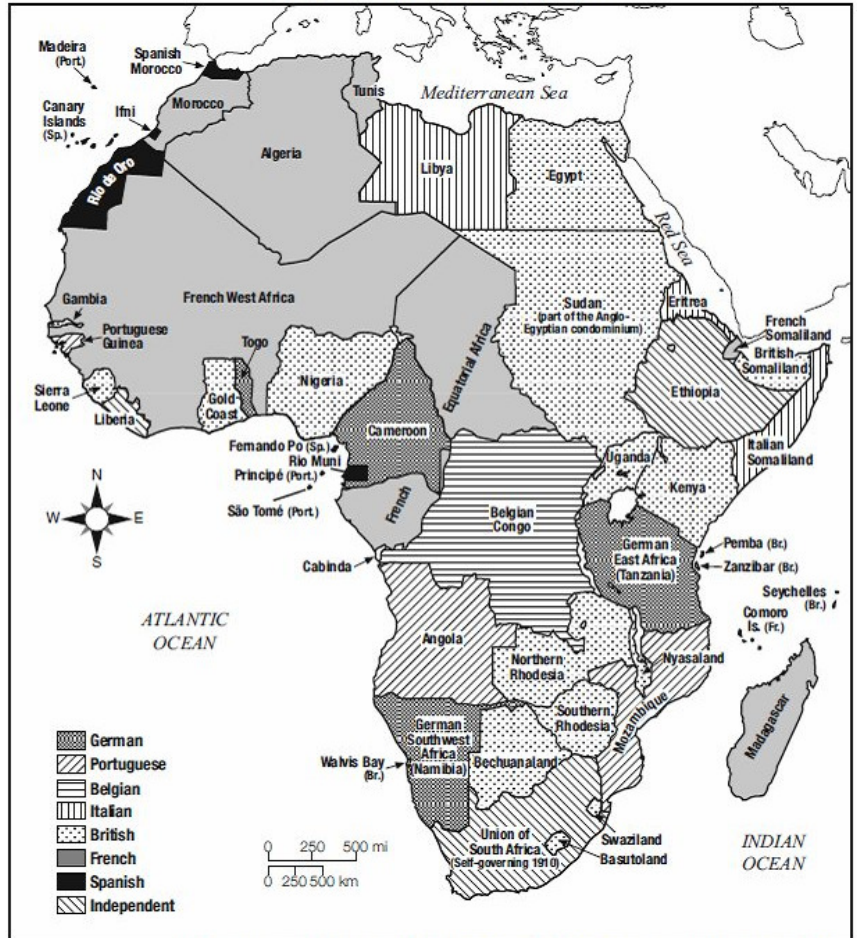 Madeira
(Port.)
Spanish
Morocco
Canary
Islands
(Sp.)
Ifni
Morocco
Tunis
Mediterranean Sea
Algeria
Libya
Egypt
Rio de Oro
Red Sea
Gambia
French West Africa
Portuguese
Guinea
Togo
Sudan
(part of the Anglo-
Egyptian condominium)
Eritrea
French
Somaliland
British
Somaliland
Sierra
Leone
Liberia
Gold
Coast
Nigeria
Equatorial Africa
Ethiopia
Cameroon
Fernando Po (Sp.)
Rio Muni
Principé (Port.)
São Tomé (Port.)
Italian
Somaliland
Uganda
Kenya
N
W
E
S
French
Belgian
Congo
Cabinda
German
East Africa
(Tanzania)
Pemba (Br.)
Zanzibar (Br.)
Seychelles
(Br.)
Comoro
Is. (Fr.)
ATLANTIC
OCEAN
Angola
Northern
Rhodesia
Nyasaland
Southern
Rhodesia
Mozambique
Madagascar
German
Southwest
Africa
(Namibia)
Walvis Bay
(Br.)
Bechuanaland
Swaziland
Basutoland
Union of
South Africa
(Self-governing 1910)
INDIAN
OCEAN
German
Portuguese
Belgian
Italian
British
French
Spanish
Independent
0 250 500 mi
0 250 500 km